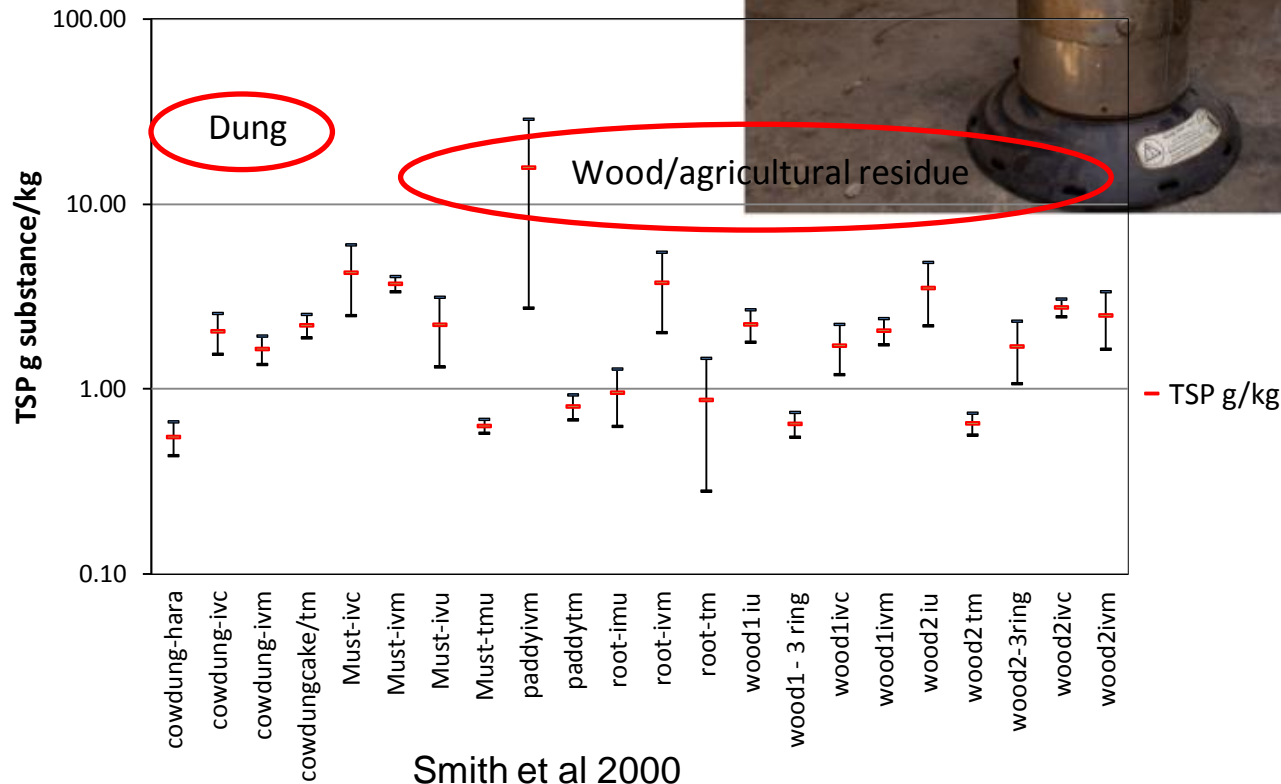 100.00
10.00
1.00
0.10
TSP g substance/kg
Dung
Wood/agricultural residue
TSP g/kg
cowdung-hara
cowdung-ivc
cowdung-ivm
cowdungcake/tm
Must-ivc
Must-ivm
Must-ivu
Must-tmu
paddyivm
paddytm
root-imu
root-ivm
root-tm
wood1 iu
wood1 - 3 ring
wood1ivc
wood1ivm
wood2 iu
wood2 tm
wood2-3ring
wood2ivc
wood2ivm
Smith et al 2000